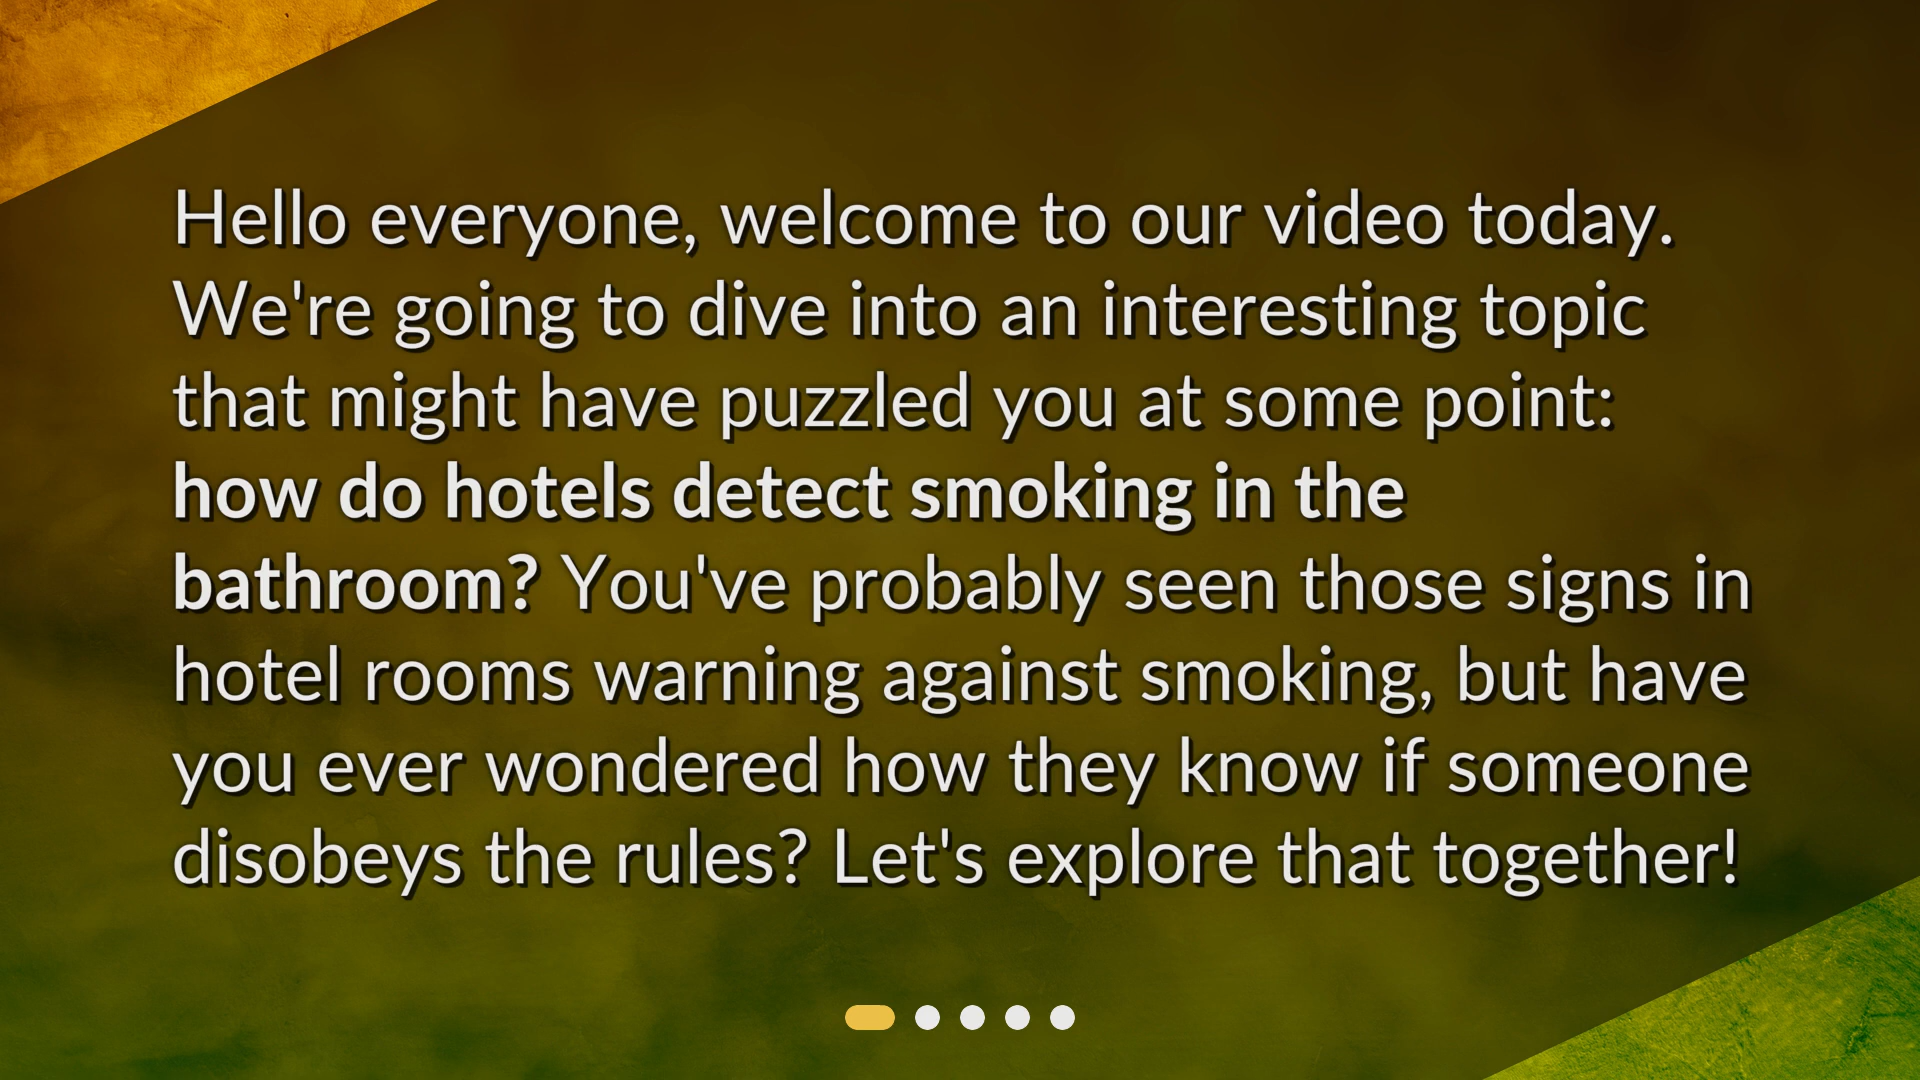 Hello everyone, welcome to our video today.
We're going to dive into an interesting topic
that might have puzzled you at some point:
how do hotels detect smoking in the
bathroom? You've probably seen those signs in
hotel rooms warning against smoking, but have
you ever wondered how they know if someone
disobeys the rules? Let's explore that together!